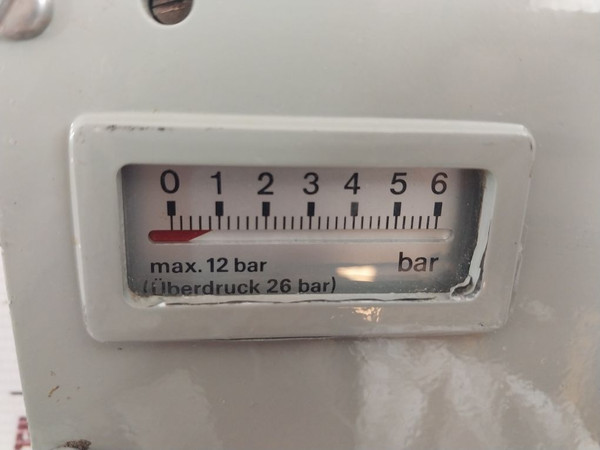 0 1 2 3 4 5 6
max. 12 bar bar
(Überdruck 26 bar)